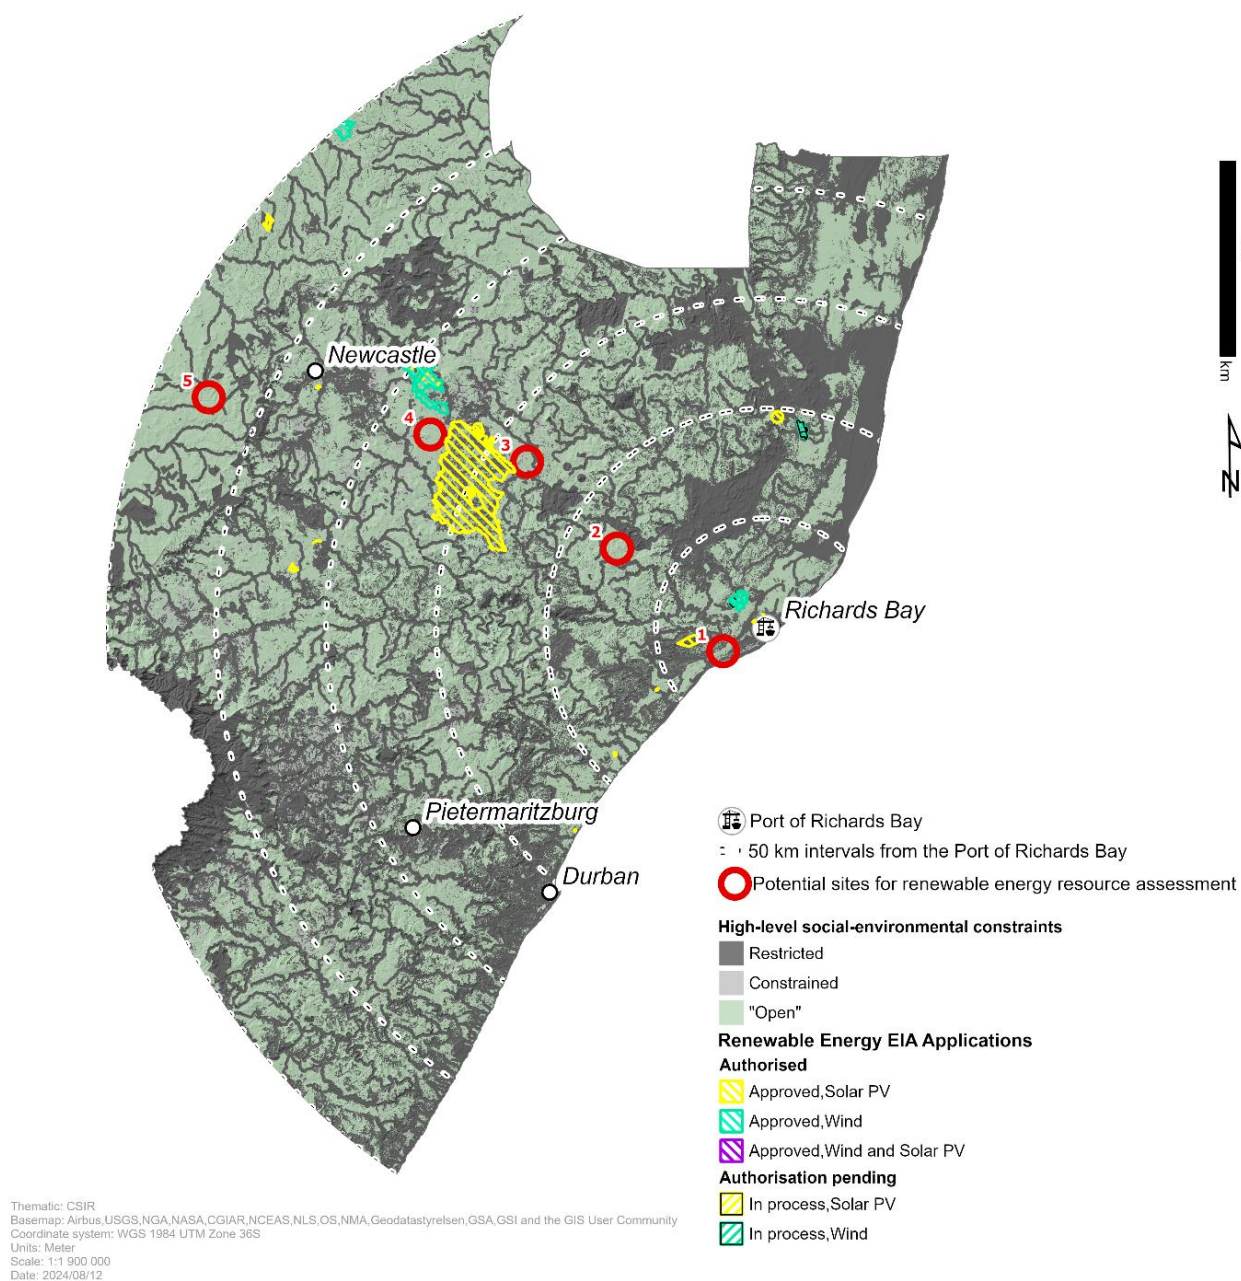 Newcastle
5
4
3
2
1
Richards Bay
Pietermaritzburg
Durban
km
N
Port of Richards Bay
50 km intervals from the Port of Richards Bay
Potential sites for renewable energy resource assessment
High-level social-environmental constraints
Restricted
Constrained
"Open"
Renewable Energy EIA Applications
Authorised
Approved,Solar PV
Approved,Wind
Approved,Wind and Solar PV
Authorisation pending
In process,Solar PV
In process,Wind
Thematic: CSIR
Basemap: Airbus,USGS,NGA,NASA,CGIAR,NCEAS,NLS,OS,NMA,Geodatastyrelsen,GSA,GSI and the GIS User Community
Coordinate system: WGS 1984 UTM Zone 36S
Units: Meter
Scale: 1:1 900 000
Date: 2024/08/12